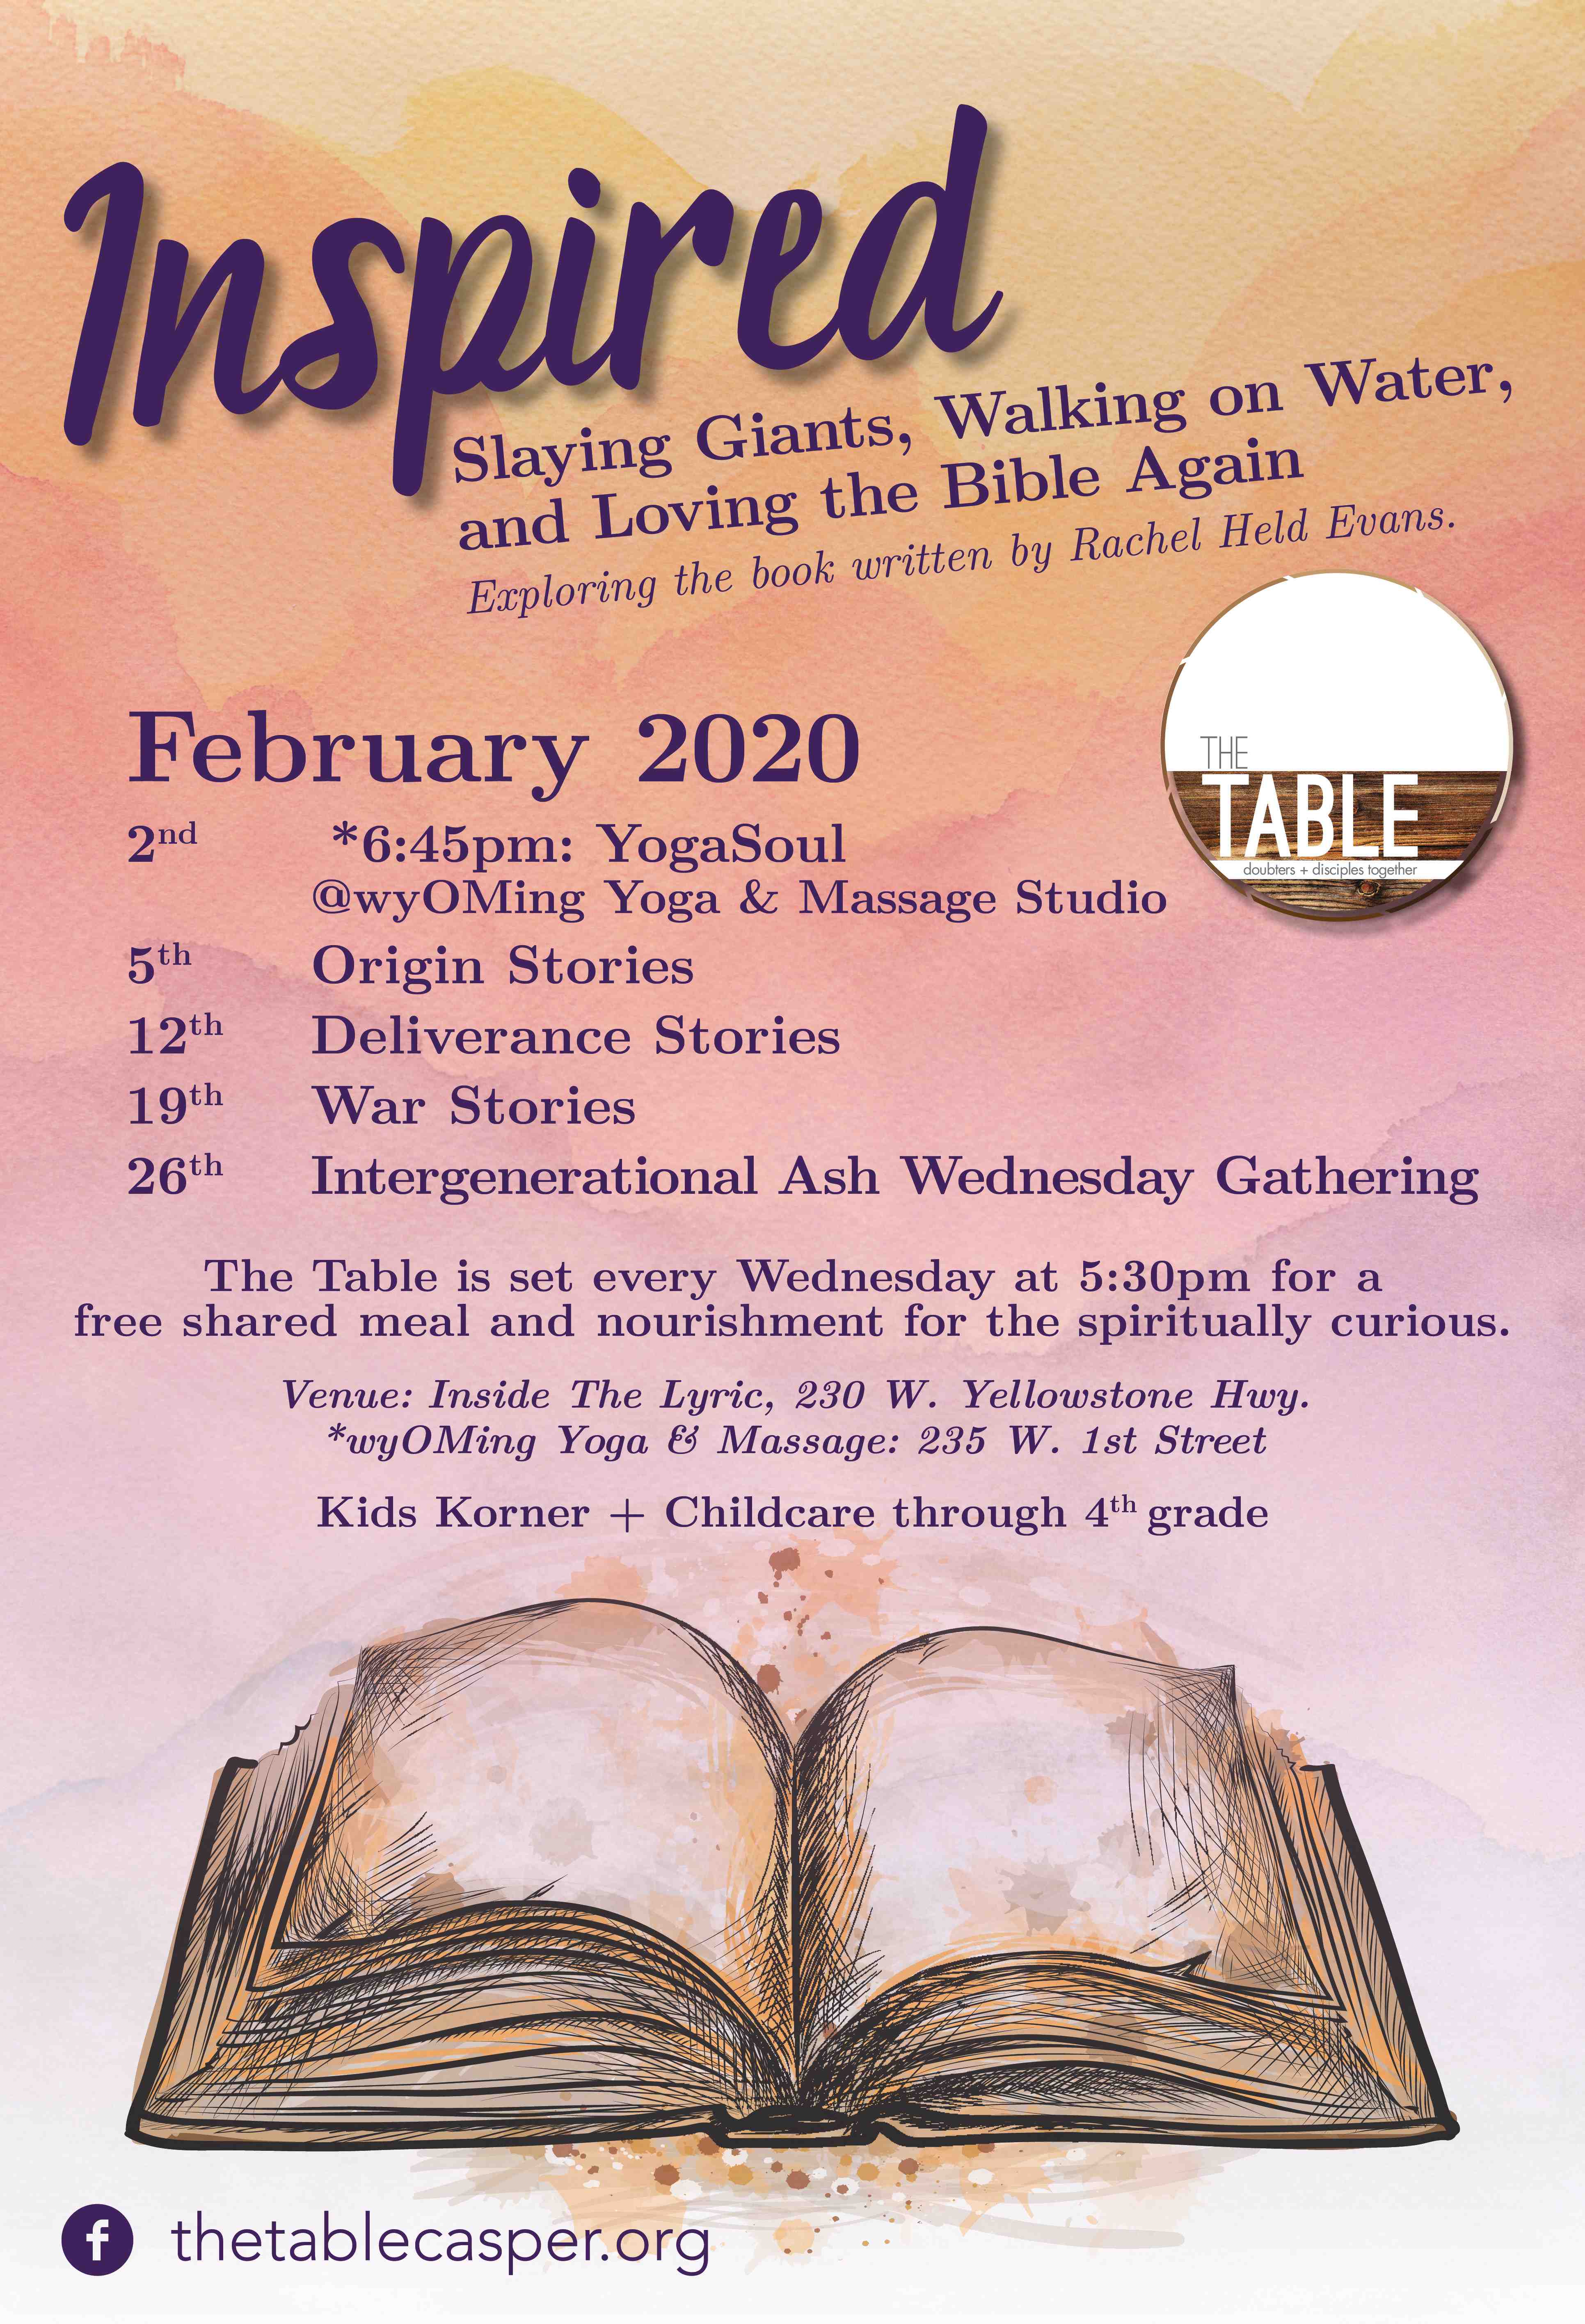 Inspired
Slaying Giants, Walking on Water,
and Loving the Bible Again
Exploring the book written by Rachel Held Evans.
THE
TABLE
doubters + disciples together
February 2020
2nd *6:45pm: YogaSoul
@wyOMing Yoga & Massage Studio
5th Origin Stories
12th Deliverance Stories
19th War Stories
26th Intergenerational Ash Wednesday Gathering
The Table is set every Wednesday at 5:30pm for a
free shared meal and nourishment for the spiritually curious.
Venue: Inside The Lyric, 230 W. Yellowstone Hwy.
*wyOMing Yoga & Massage: 235 W. 1st Street
Kids Korner + Childcare through 4th grade
f thetablecasper.org